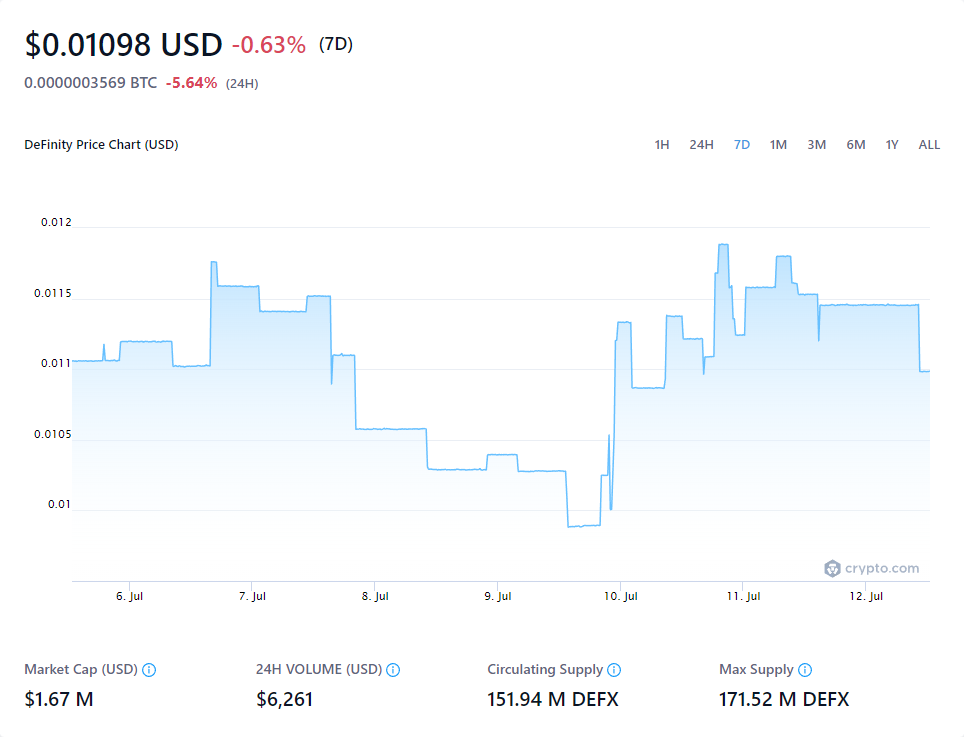 $0.01098 USD -0.63% (7D)
0.0000003569 BTC -5.64% (24H)
DeFinity Price Chart (USD) 1H 24H 7D 1M 3M 6M 1Y ALL
0.012
0.0115
0.011
0.0105
0.01
crypto.com
6. Jul 7. Jul 8. Jul 9. Jul 10. Jul 11. Jul 12. Jul
Market Cap (USD) 24H VOLUME (USD) Circulating Supply Max Supply
$1.67 M $6,261 151.94 M DEFX 171.52 M DEFX